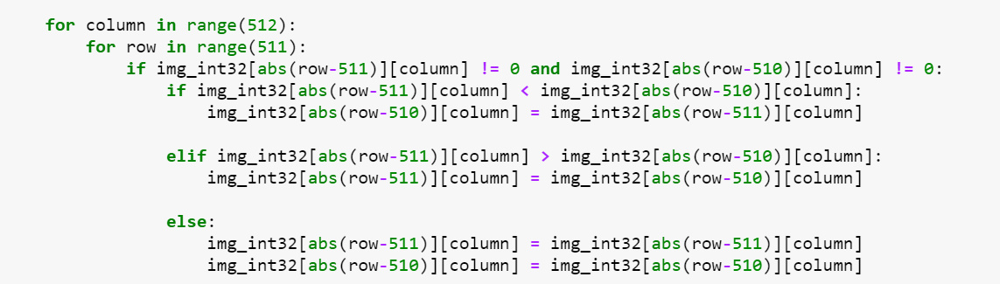 for column in range(512):
    for row in range(511):
        if img_int32[abs(row-511)][column] != 0 and img_int32[abs(row-510)][column] != 0:
            if img_int32[abs(row-511)][column] < img_int32[abs(row-510)][column]:
                img_int32[abs(row-510)][column] = img_int32[abs(row-511)][column]
            elif img_int32[abs(row-511)][column] > img_int32[abs(row-510)][column]:
                img_int32[abs(row-511)][column] = img_int32[abs(row-510)][column]
            else:
                img_int32[abs(row-511)][column] = img_int32[abs(row-511)][column]
                img_int32[abs(row-510)][column] = img_int32[abs(row-510)][column]